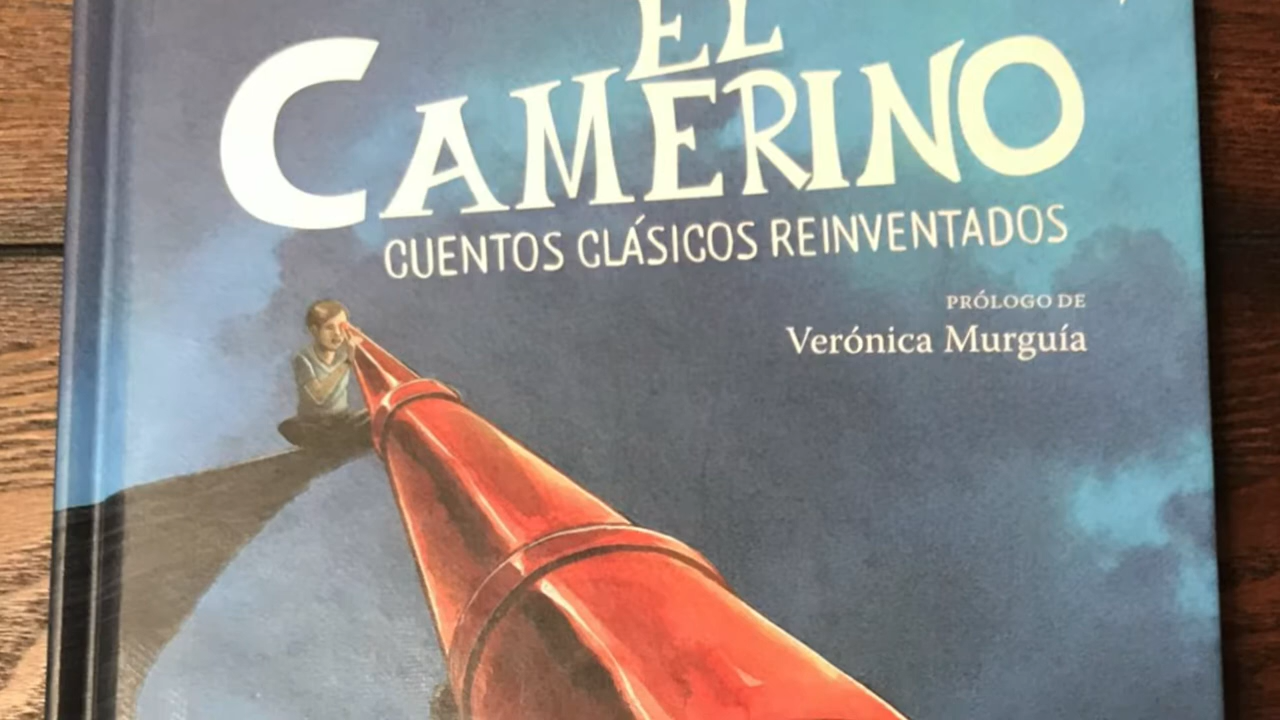 EL
CAMERINO
CUENTOS CLÁSICOS REINVENTADOS
PRÓLOGO DE
Verónica Murguía